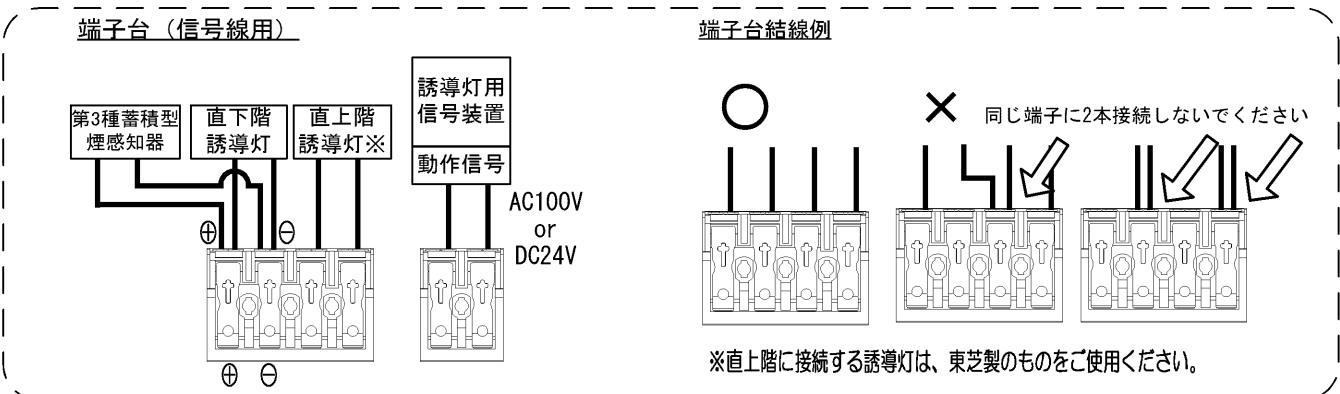 端子台（信号線用）
第3種蓄積型
煙感知器
直下階
誘導灯
直上階
誘導灯※
⊕
⊖
⊕
⊖
誘導灯用
信号装置
動作信号
AC100V
or
DC24V
端子台結線例
○
×
同じ端子に2本接続しないでください
※直上階に接続する誘導灯は、東芝製のものをご使用ください。